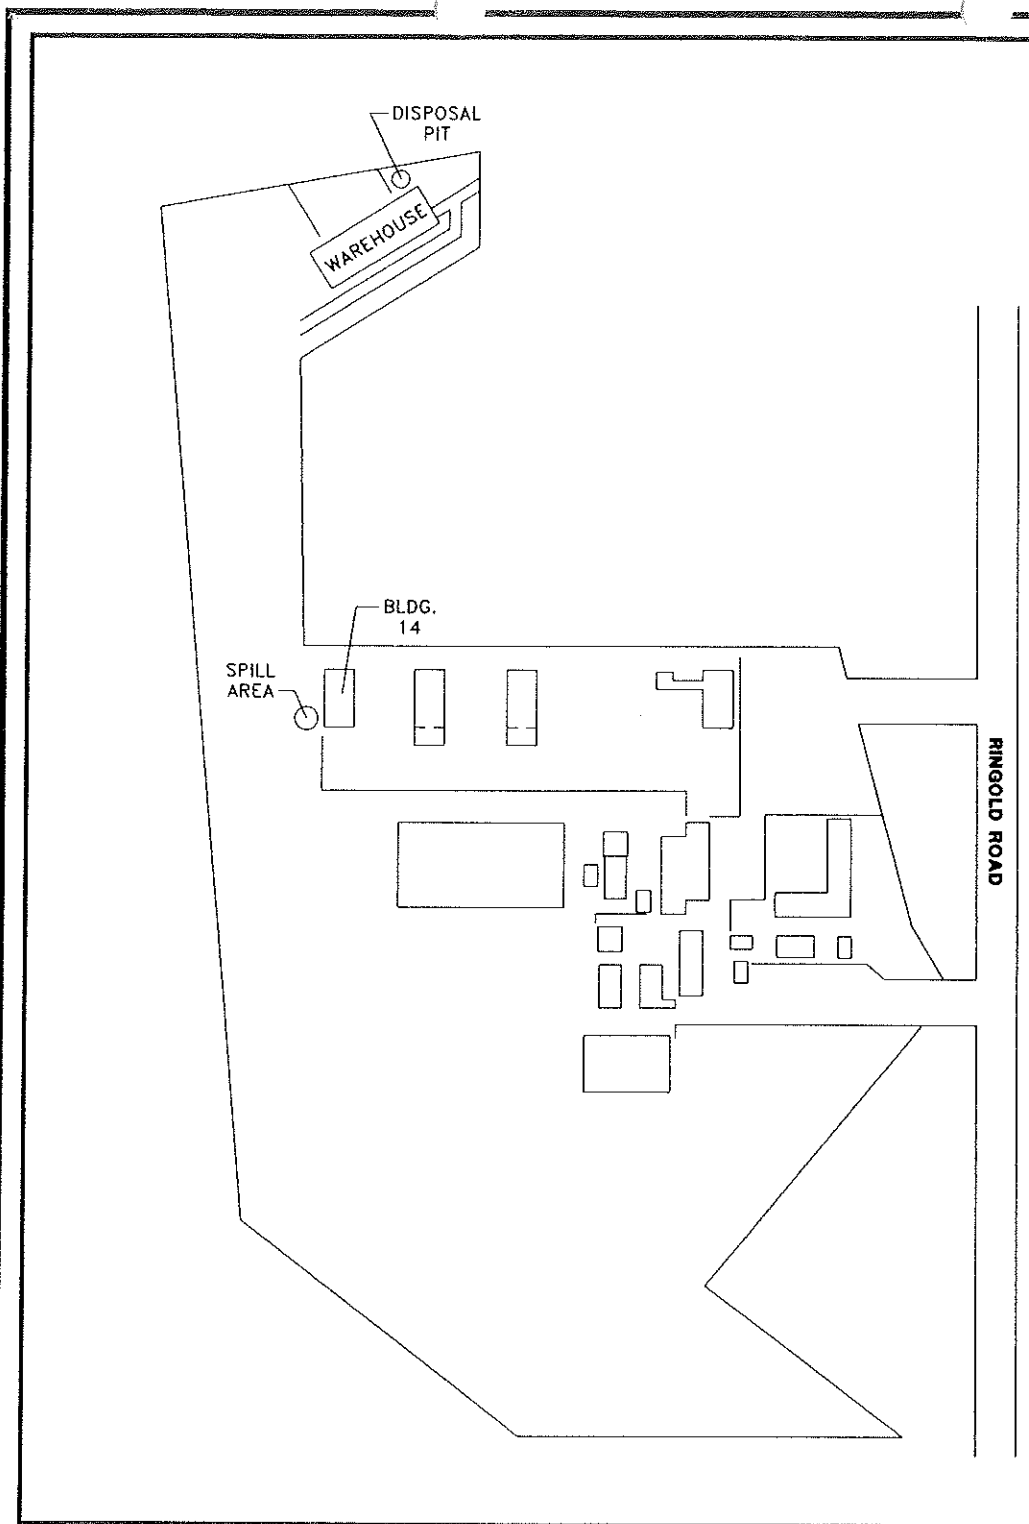 DISPOSAL
PIT
WAREHOUSE
BLDG.
14
SPILL
AREA
RINGOLD ROAD